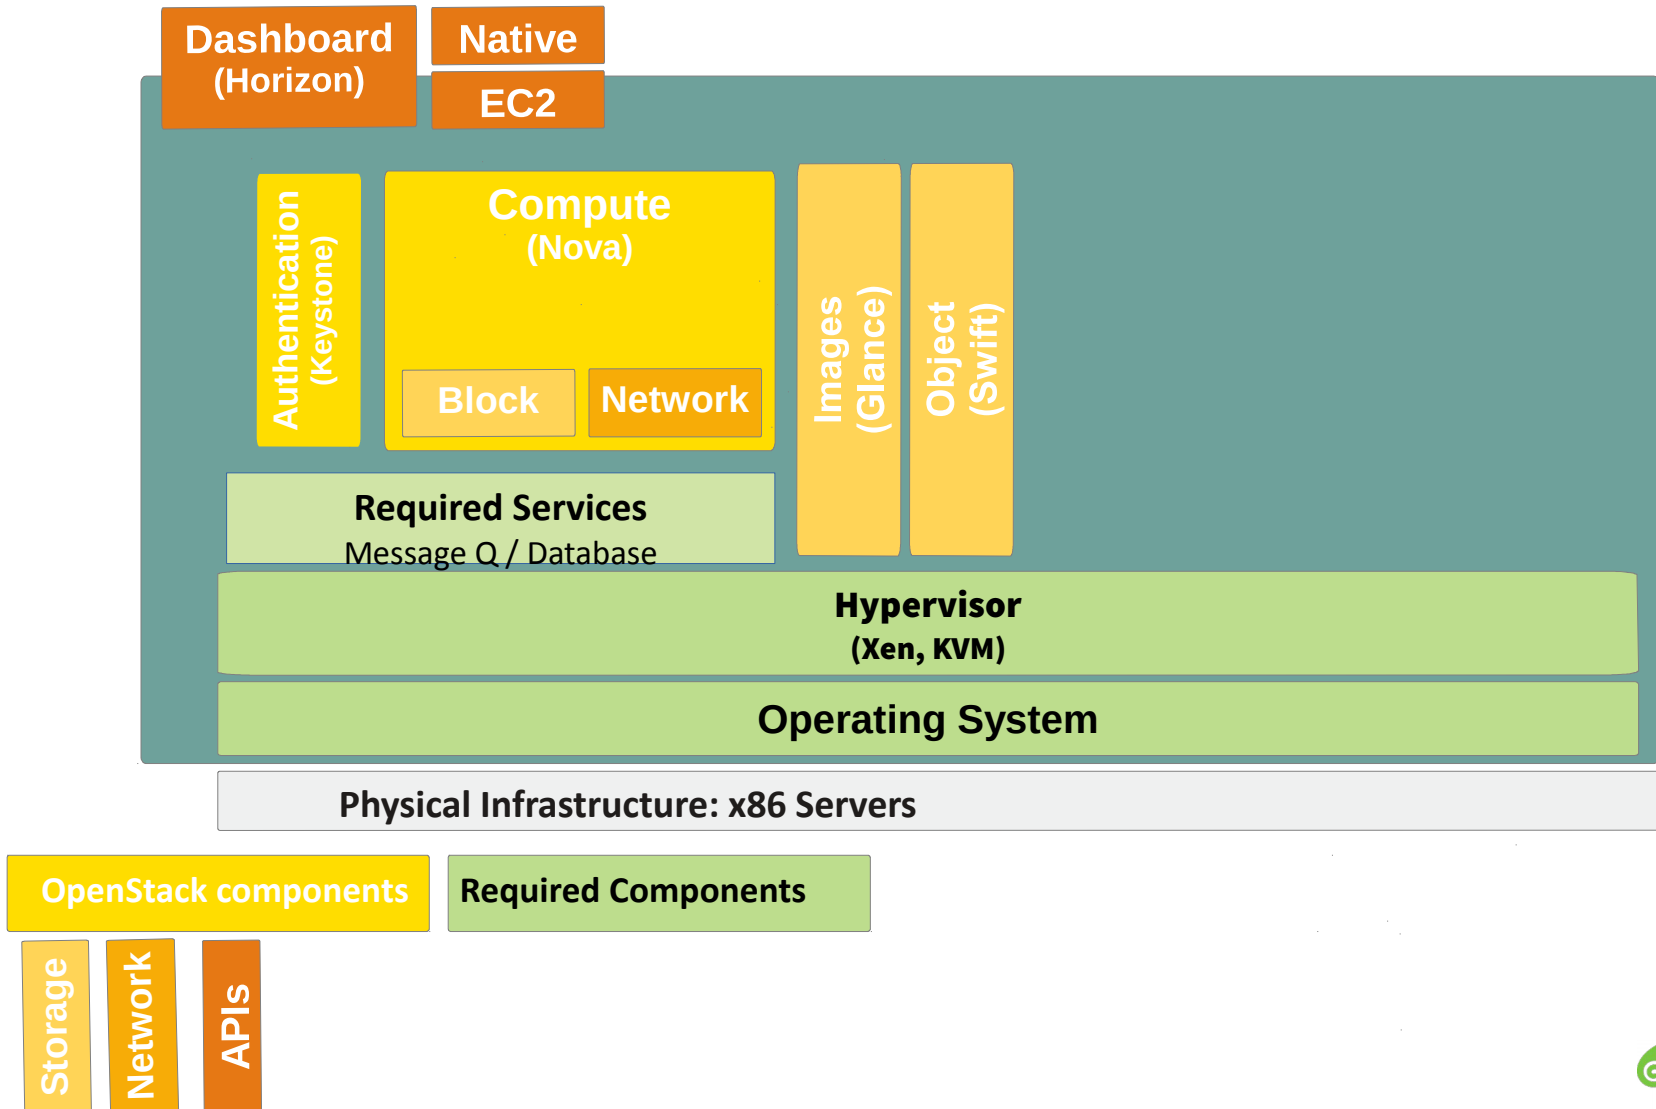 Dashboard
(Horizon)
Native
EC2
Authentication
(Keystone)
Compute
(Nova)
Block
Network
Images
(Glance)
Object
(Swift)
Required Services
Message Q / Database
Hypervisor
(Xen, KVM)
Operating System
Physical Infrastructure: x86 Servers
OpenStack components
Required Components
Storage
Network
APIs